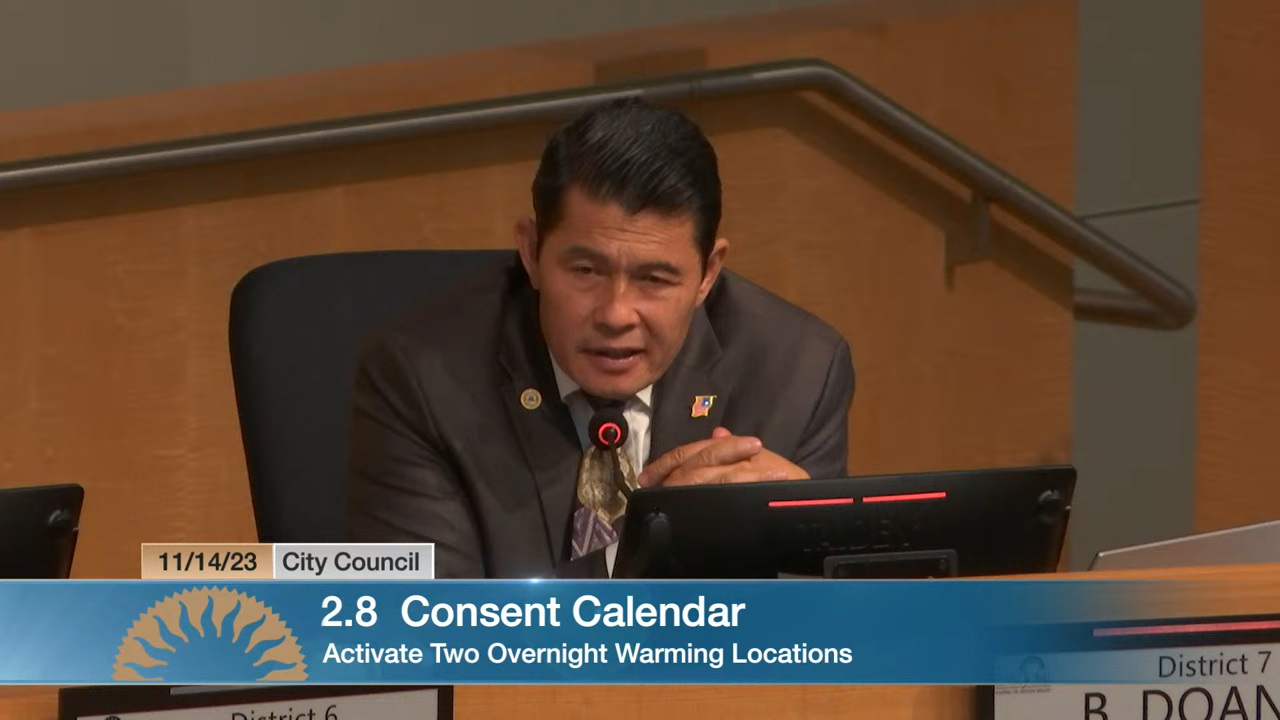 11/14/23 City Council
2.8 Consent Calendar
Activate Two Overnight Warming Locations
District 7
B. DOAN
District 6